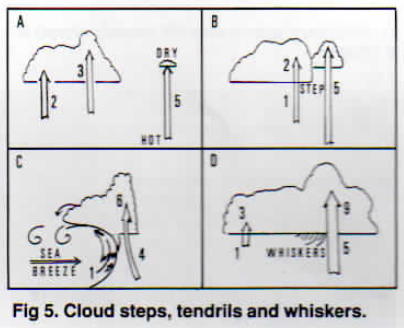 A
3
2
DRY
5
HOT
B
2
1
STEP
5
C
6
SEA
BREEZE
1
4
D
3
1
9
WHISKERS
5
Fig 5. Cloud steps, tendrils and whiskers.